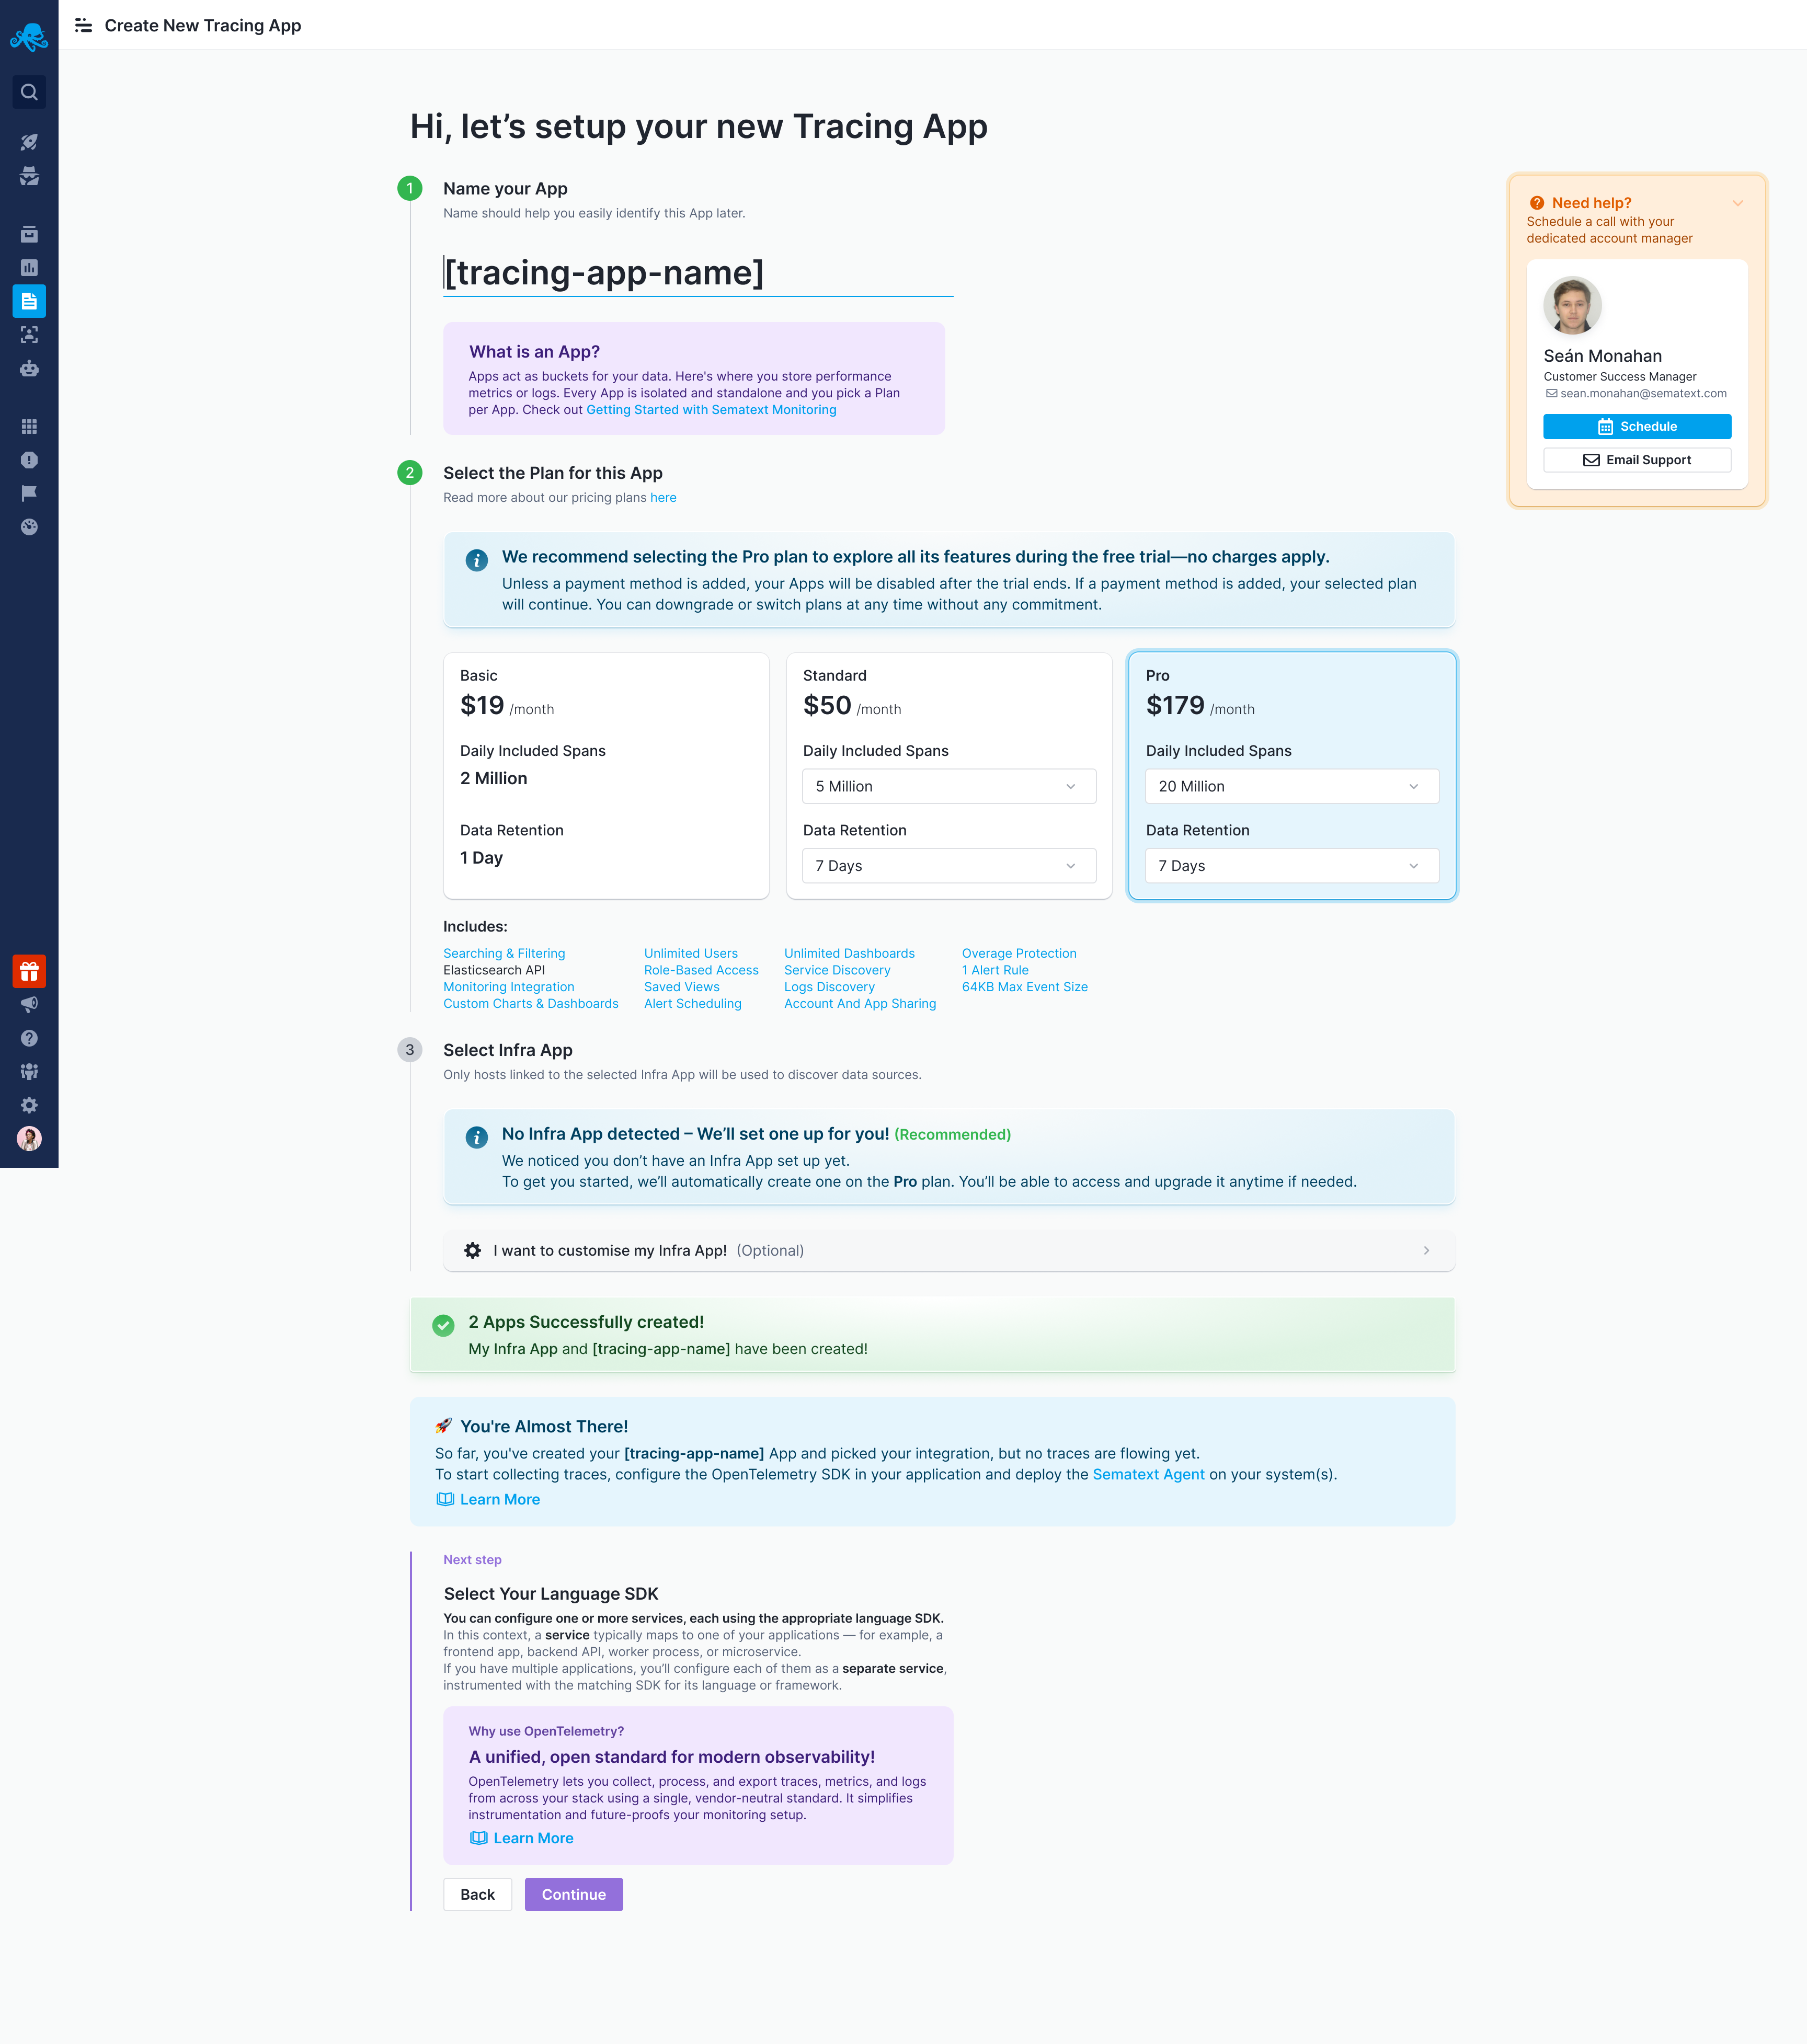 Create New Tracing App
Hi, let’s setup your new Tracing App
1
Name your App
Name should help you easily identify this App later.
[tracing-app-name]
What is an App?
Apps act as buckets for your data. Here's where you store performance
metrics or logs. Every App is isolated and standalone and you pick a Plan
per App. Check out Getting Started with Sematext Monitoring
Need help?
Schedule a call with your
dedicated account manager
Seán Monahan
Customer Success Manager
sean.monahan@sematext.com
Schedule
Email Support
2
Select the Plan for this App
Read more about our pricing plans here
We recommend selecting the Pro plan to explore all its features during the free trial—no charges apply.
Unless a payment method is added, your Apps will be disabled after the trial ends. If a payment method is added, your selected plan
will continue. You can downgrade or switch plans at any time without any commitment.
Basic
$19 /month
Daily Included Spans
2 Million
Data Retention
1 Day
Standard
$50 /month
Daily Included Spans
5 Million
Data Retention
7 Days
Pro
$179 /month
Daily Included Spans
20 Million
Data Retention
7 Days
Includes:
Searching & Filtering
Elasticsearch API
Monitoring Integration
Custom Charts & Dashboards
Unlimited Users
Role-Based Access
Saved Views
Alert Scheduling
Unlimited Dashboards
Service Discovery
Logs Discovery
Account And App Sharing
Overage Protection
1 Alert Rule
64KB Max Event Size
3
Select Infra App
Only hosts linked to the selected Infra App will be used to discover data sources.
No Infra App detected – We’ll set one up for you! (Recommended)
We noticed you don’t have an Infra App set up yet.
To get you started, we’ll automatically create one on the Pro plan. You’ll be able to access and upgrade it anytime if needed.
I want to customise my Infra App! (Optional)
2 Apps Successfully created!
My Infra App and [tracing-app-name] have been created!
🚀 You're Almost There!
So far, you've created your [tracing-app-name] App and picked your integration, but no traces are flowing yet.
To start collecting traces, configure the OpenTelemetry SDK in your application and deploy the Sematext Agent on your system(s).
Learn More
Next step
Select Your Language SDK
You can configure one or more services, each using the appropriate language SDK.
In this context, a service typically maps to one of your applications — for example, a
frontend app, backend API, worker process, or microservice.
If you have multiple applications, you’ll configure each of them as a separate service,
instrumented with the matching SDK for its language or framework.
Why use OpenTelemetry?
A unified, open standard for modern observability!
OpenTelemetry lets you collect, process, and export traces, metrics, and logs
from across your stack using a single, vendor-neutral standard. It simplifies
instrumentation and future-proofs your monitoring setup.
Learn More
Back
Continue